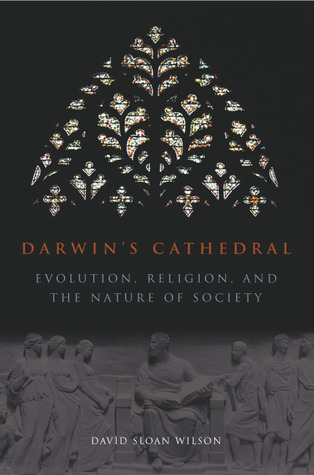 DARWIN'S CATHEDRAL
EVOLUTION, RELIGION, AND
THE NATURE OF SOCIETY
DAVID SLOAN WILSON